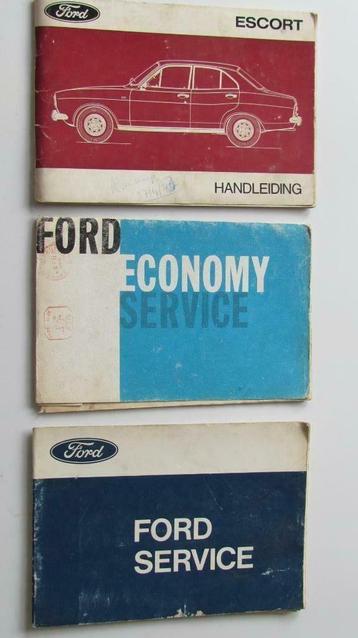 Ford
ESCORT
HANDLEIDING
FORD
ECONOMY
SERVICE
Ford
FORD
SERVICE